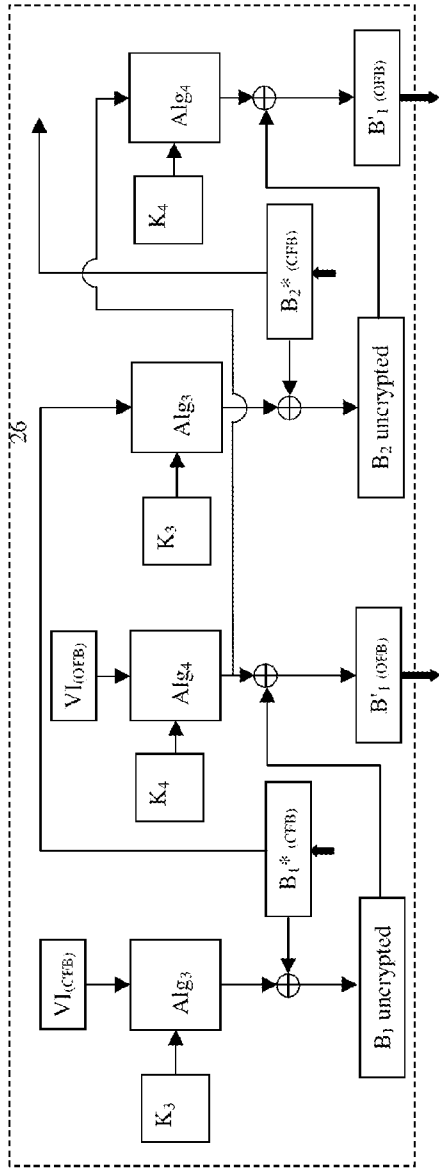 26
VI(CFB)
K3
Alg3
B1* (CFB)
B1 uncrypted
VI(OFB)
K4
Alg4
B'1 (OFB)
K3
Alg3
B2* (CFB)
B2 uncrypted
K4
Alg4
B'1 (OFB)